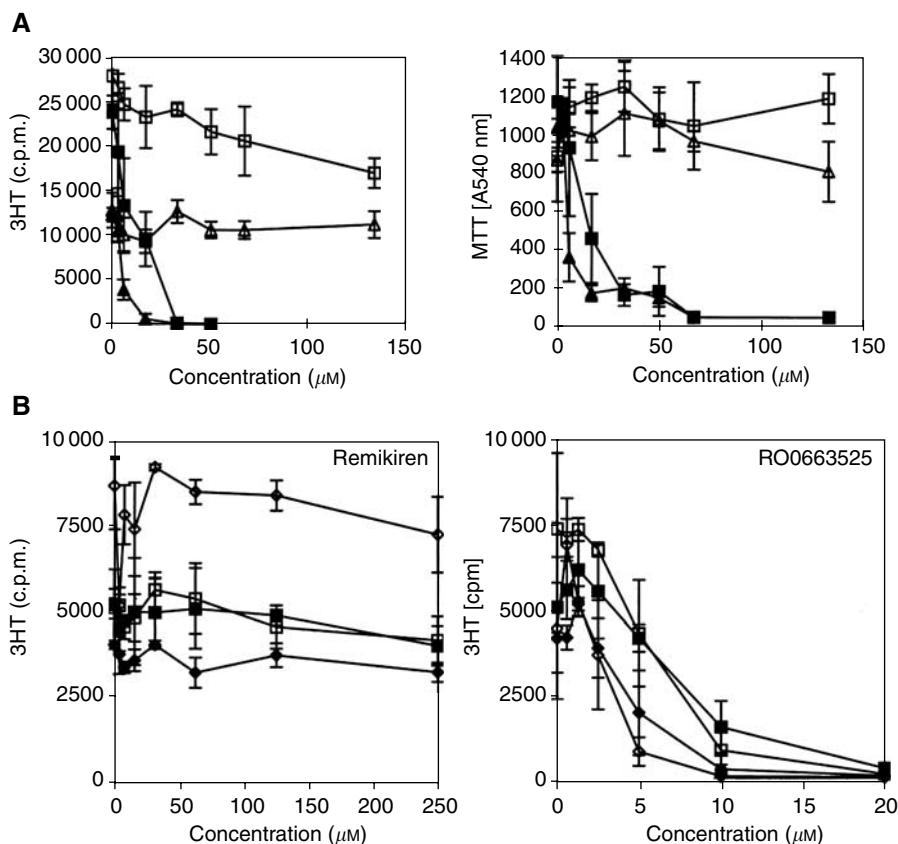 A
3HT (c.p.m.)
30 000
25 000
20 000
15 000
10 000
5000
0
0 50 100 150
Concentration (μM)
MTT [A540 nm]
1400
1200
1000
800
600
400
200
0
0 50 100 150
Concentration (μM)
B
Remikiren
3HT (c.p.m.)
10 000
7500
5000
2500
0
0 50 100 150 200 250
Concentration (μM)
RO0663525
3HT [cpm]
10 000
7500
5000
2500
0
0 5 10 15 20
Concentration (μM)